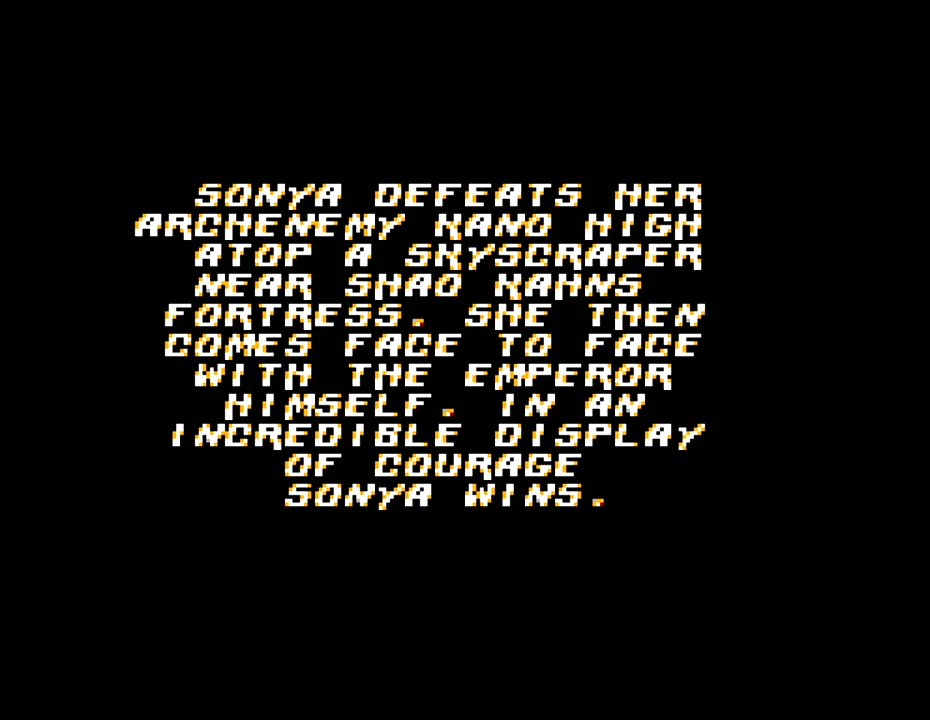 SONYA DEFEATS HER
ARCHENEMY KANO HIGH
ATOP A SKYSCRAPER
NEAR SHAO KAHNS
FORTRESS. SHE THEN
COMES FACE TO FACE
WITH THE EMPEROR
HIMSELF. IN AN
INCREDIBLE DISPLAY
OF COURAGE
SONYA WINS.